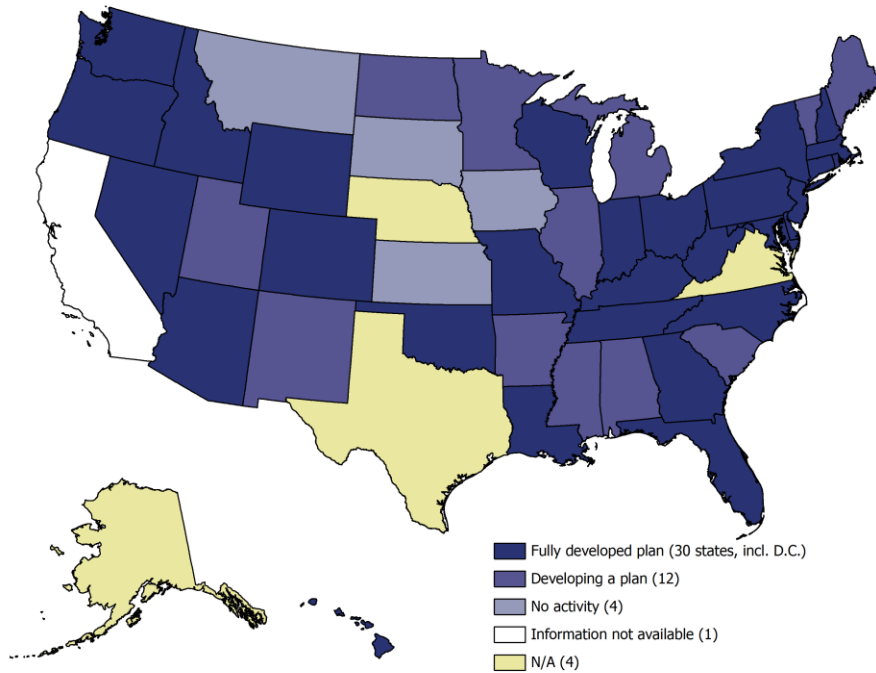 Fully developed plan (30 states, incl. D.C.)
Developing a plan (12)
No activity (4)
Information not available (1)
N/A (4)